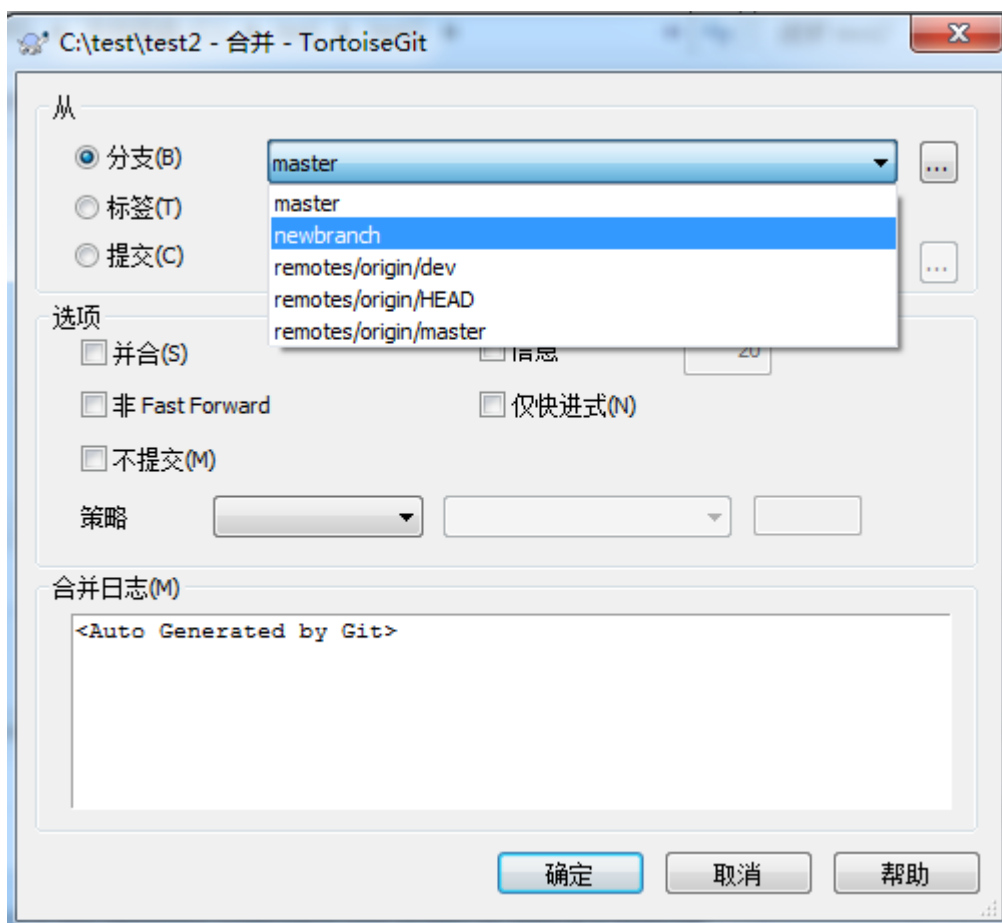 C:\test\test2 - 合并 - TortoiseGit
从
分支(B)
master
...
标签(T)
master
newbranch
提交(C)
remotes/origin/dev
...
remotes/origin/HEAD
remotes/origin/master
选项
并合(S)
信息
20
非 Fast Forward
仅快进式(N)
不提交(M)
策略
合并日志(M)
<Auto Generated by Git>
确定
取消
帮助